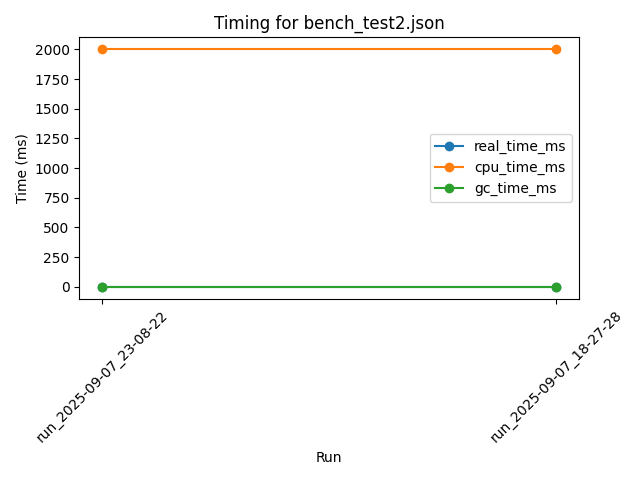 Timing for bench_test2.json
Time (ms)
2000
1750
1500
1250
1000
750
500
250
0
real_time_ms
cpu_time_ms
gc_time_ms
run_2025-09-07_23-08-22
run_2025-09-07_18-27-28
Run